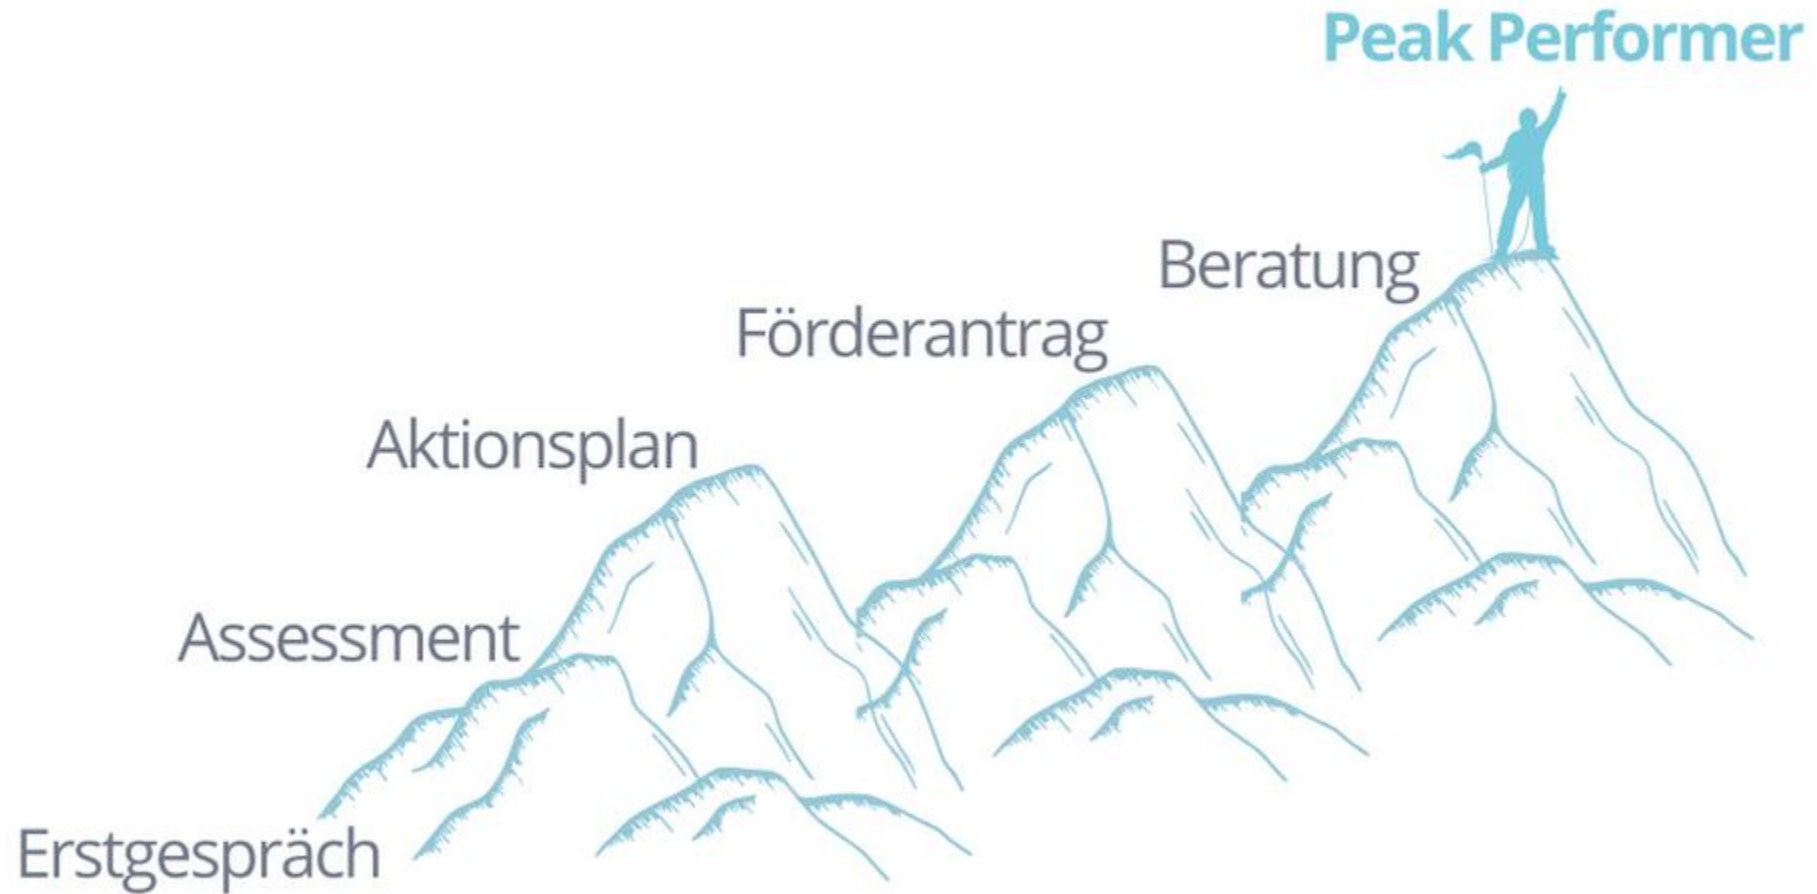 Peak Performer
Beratung
Förderantrag
Aktionsplan
Assessment
Erstgespräch